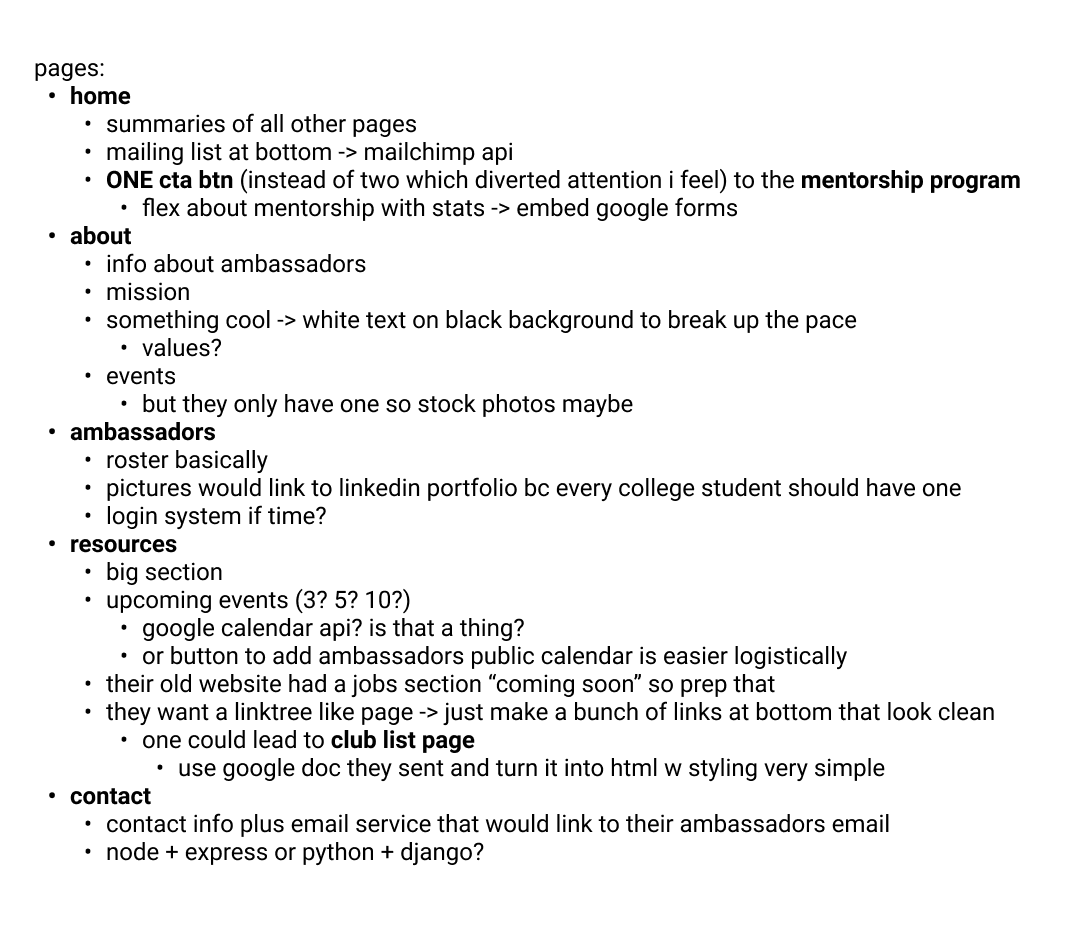 pages:
• home
• summaries of all other pages
• mailing list at bottom -> mailchimp api
• ONE cta btn (instead of two which diverted attention i feel) to the mentorship program
• flex about mentorship with stats -> embed google forms
• about
• info about ambassadors
• mission
• something cool -> white text on black background to break up the pace
• values?
• events
• but they only have one so stock photos maybe
• ambassadors
• roster basically
• pictures would link to linkedin portfolio bc every college student should have one
• login system if time?
• resources
• big section
• upcoming events (3? 5? 10?)
• google calendar api? is that a thing?
• or button to add ambassadors public calendar is easier logistically
• their old website had a jobs section “coming soon” so prep that
• they want a linktree like page -> just make a bunch of links at bottom that look clean
• one could lead to club list page
• use google doc they sent and turn it into html w styling very simple
• contact
• contact info plus email service that would link to their ambassadors email
• node + express or python + django?